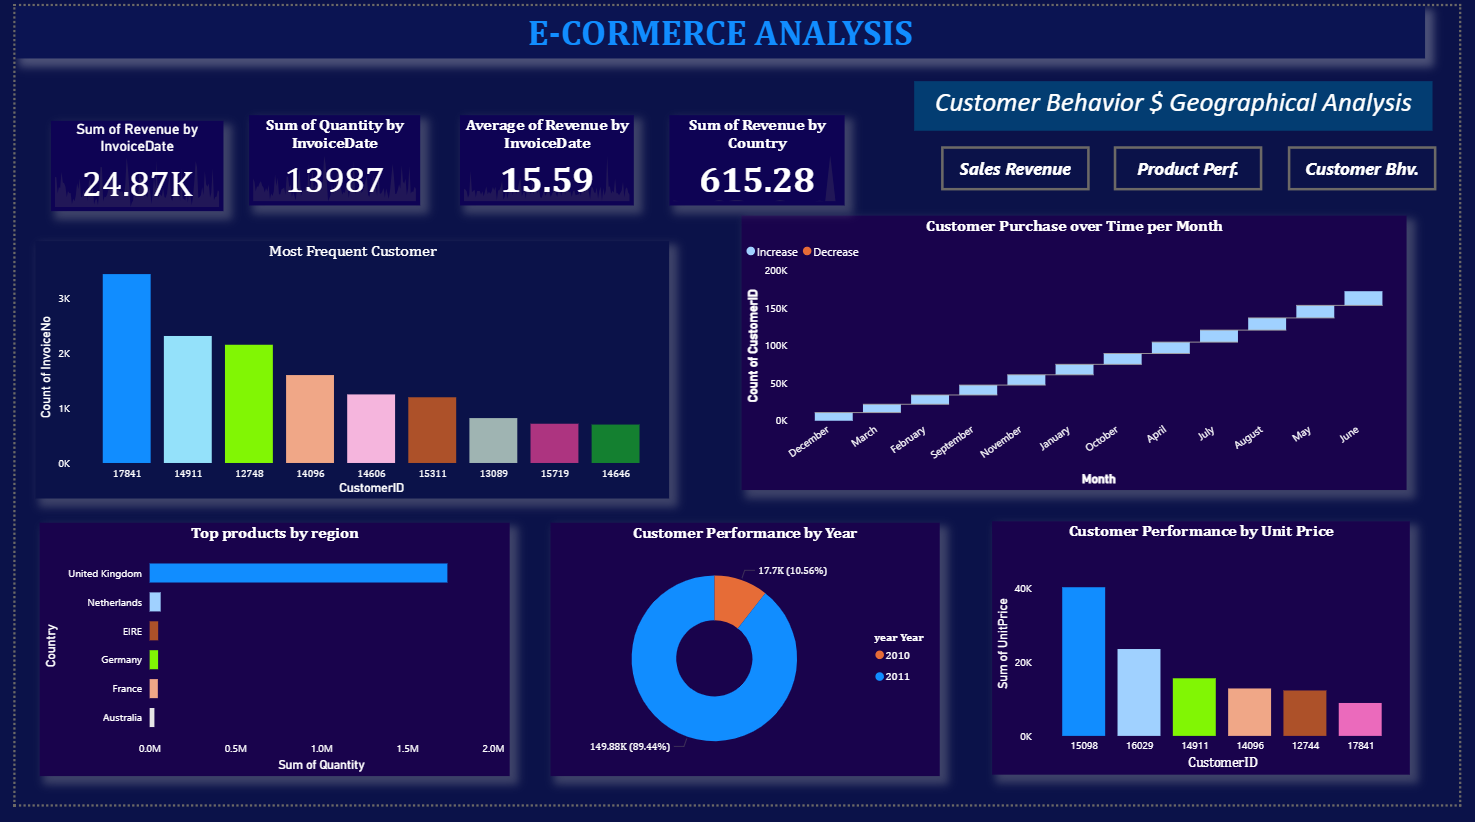 E-CORMERCE ANALYSIS
Customer Behavior $ Geographical Analysis
Sum of Revenue by
InvoiceDate
24.87K
Sum of Quantity by
InvoiceDate
13987
Average of Revenue by
InvoiceDate
15.59
Sum of Revenue by
Country
615.28
Sales Revenue
Product Perf.
Customer Bhv.
Most Frequent Customer
Count of InvoiceNo
3K
2K
1K
0K
17841 14911 12748 14096 14606 15311 13089 15719 14646
CustomerID
Customer Purchase over Time per Month
Increase Decrease
Count of CustomerID
200K
150K
100K
50K
0K
December March February September November January October April July August May June
Month
Top products by region
Country
United Kingdom
Netherlands
EIRE
Germany
France
Australia
0.0M 0.5M 1.0M 1.5M 2.0M
Sum of Quantity
Customer Performance by Year
17.7K (10.56%)
149.88K (89.44%)
year Year
2010
2011
Customer Performance by Unit Price
Sum of UnitPrice
40K
20K
0K
15098 16029 14911 14096 12744 17841
CustomerID